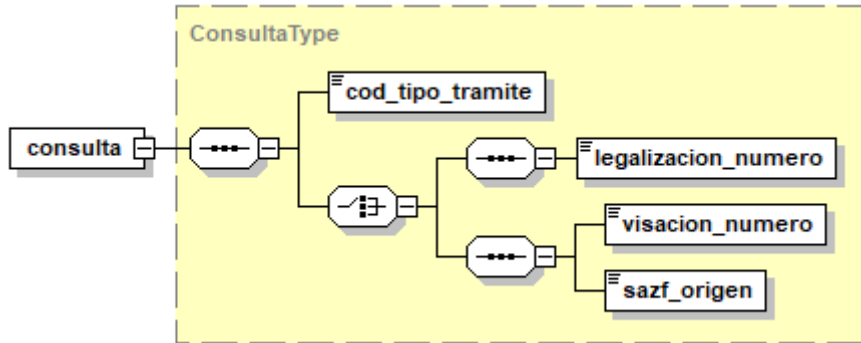 ConsultaType
cod_tipo_tramite
consulta
legalizacion_numero
visacion_numero
sazf_origen